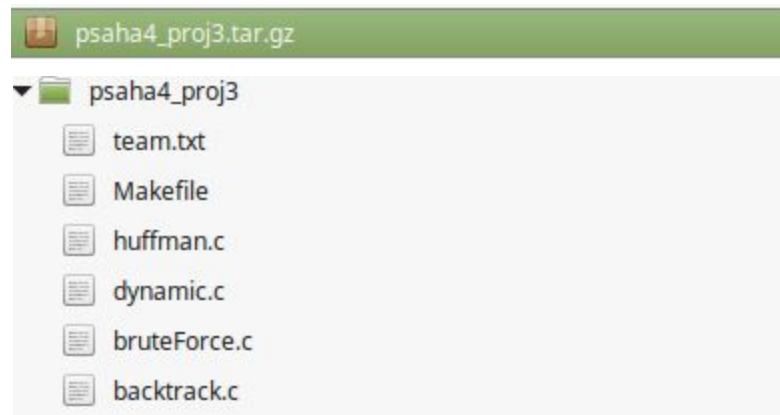 psaha4_proj3.tar.gz
psaha4_proj3
team.txt
Makefile
huffman.c
dynamic.c
bruteForce.c
backtrack.c